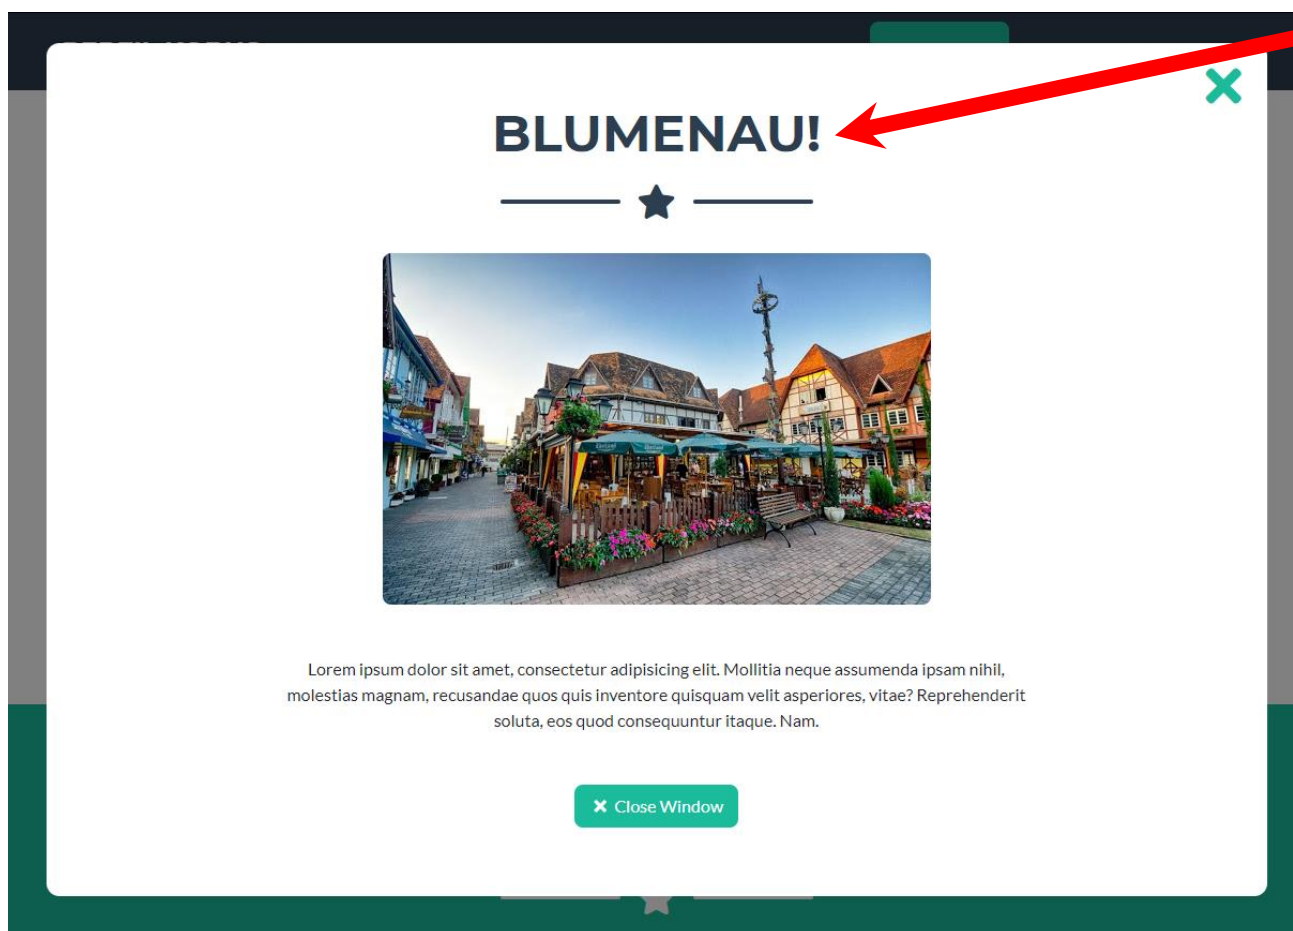 BLUMENAU!
Lorem ipsum dolor sit amet, consectetur adipisicing elit. Mollitia neque assumenda ipsam nihil,
molestias magnam, recusandae quos quis inventore quisquam velit asperiores, vitae? Reprehenderit
soluta, eos quod consequuntur itaque. Nam.
Close Window